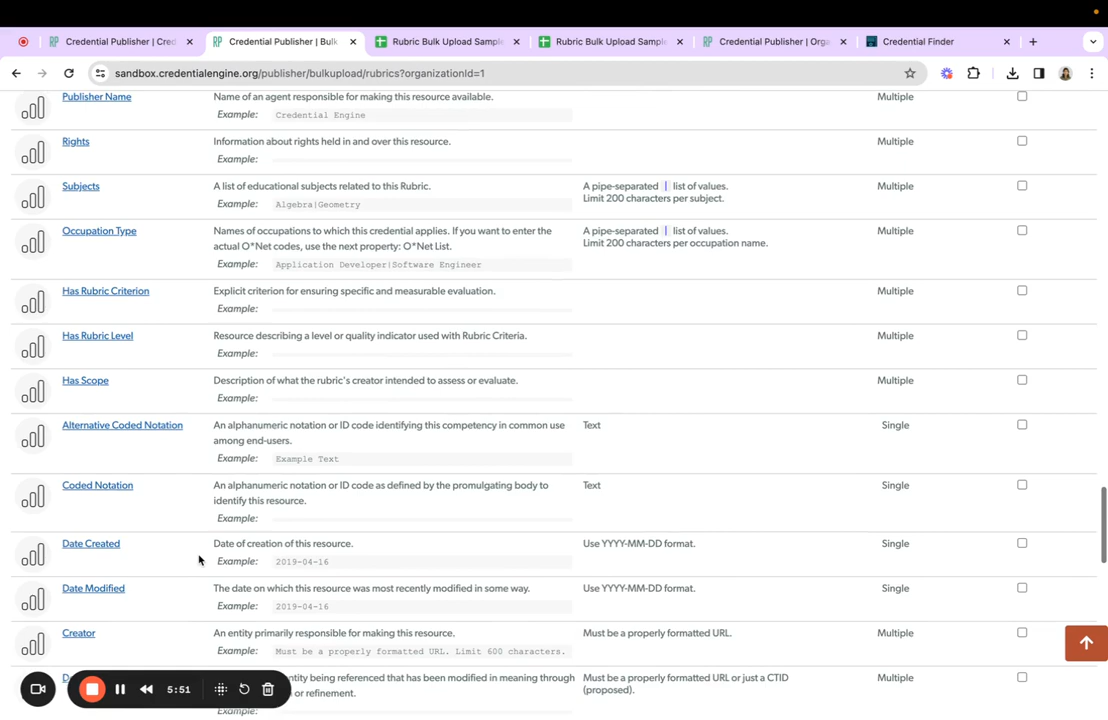 Credential Publisher | Cred
Credential Publisher | Bulk
Rubric Bulk Upload Sample
Rubric Bulk Upload Sample
Credential Publisher | Orga
Credential Finder
sandbox.credentialengine.org/publisher/bulkupload/rubrics?organizationId=1
Publisher Name
Name of an agent responsible for making this resource available.
Multiple
Example: Credential Engine
Rights
Information about rights held in and over this resource.
Multiple
Example:
Subjects
A list of educational subjects related to this Rubric.
A pipe-separated | list of values.
Multiple
Limit 200 characters per subject.
Example: Algebra|Geometry
Occupation Type
Names of occupations to which this credential applies. If you want to enter the
A pipe-separated | list of values.
Multiple
actual O*Net codes, use the next property: O*Net List.
Limit 200 characters per occupation name.
Example: Application Developer|Software Engineer
Has Rubric Criterion
Explicit criterion for ensuring specific and measurable evaluation.
Multiple
Example:
Has Rubric Level
Resource describing a level or quality indicator used with Rubric Criteria.
Multiple
Example:
Has Scope
Description of what the rubric's creator intended to assess or evaluate.
Multiple
Example:
Alternative Coded Notation
An alphanumeric notation or ID code identifying this competency in common use
Text
Single
among end-users.
Example: Example Text
Coded Notation
An alphanumeric notation or ID code as defined by the promulgating body to
Text
Single
identify this resource.
Example:
Date Created
Date of creation of this resource.
Use YYYY-MM-DD format.
Single
Example: 2019-04-16
Date Modified
The date on which this resource was most recently modified in some way.
Use YYYY-MM-DD format.
Single
Example: 2019-04-16
Creator
An entity primarily responsible for making this resource.
Must be a properly formatted URL.
Multiple
Example: Must be a properly formatted URL. Limit 600 characters.
entity being referenced that has been modified in meaning through
Must be a properly formatted URL or just a CTID
Multiple
or refinement.
(proposed).
Example:
5:51